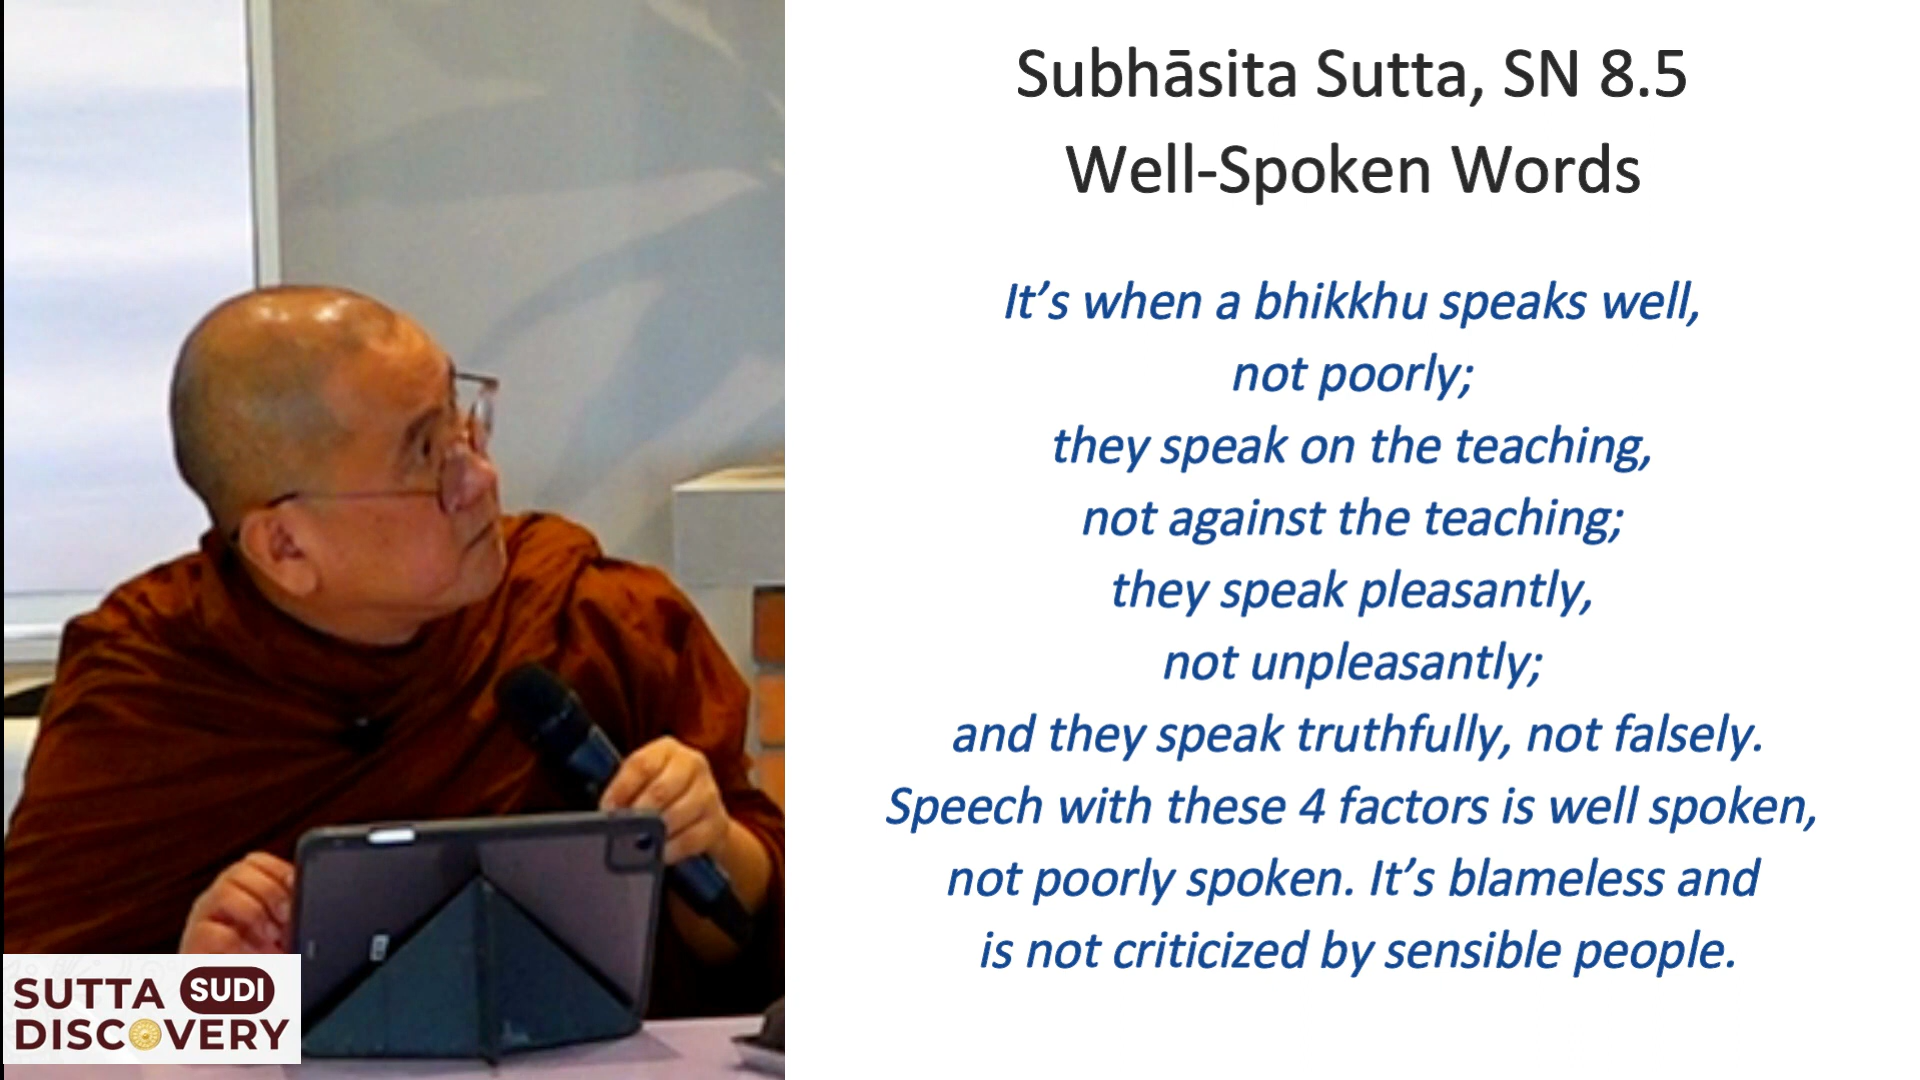 Subhāsita Sutta, SN 8.5
Well-Spoken Words
It’s when a bhikkhu speaks well,
not poorly;
they speak on the teaching,
not against the teaching;
they speak pleasantly,
not unpleasantly;
and they speak truthfully, not falsely.
Speech with these 4 factors is well spoken,
not poorly spoken. It’s blameless and
is not criticized by sensible people.
SUTTA SUDI
DISCOVERY